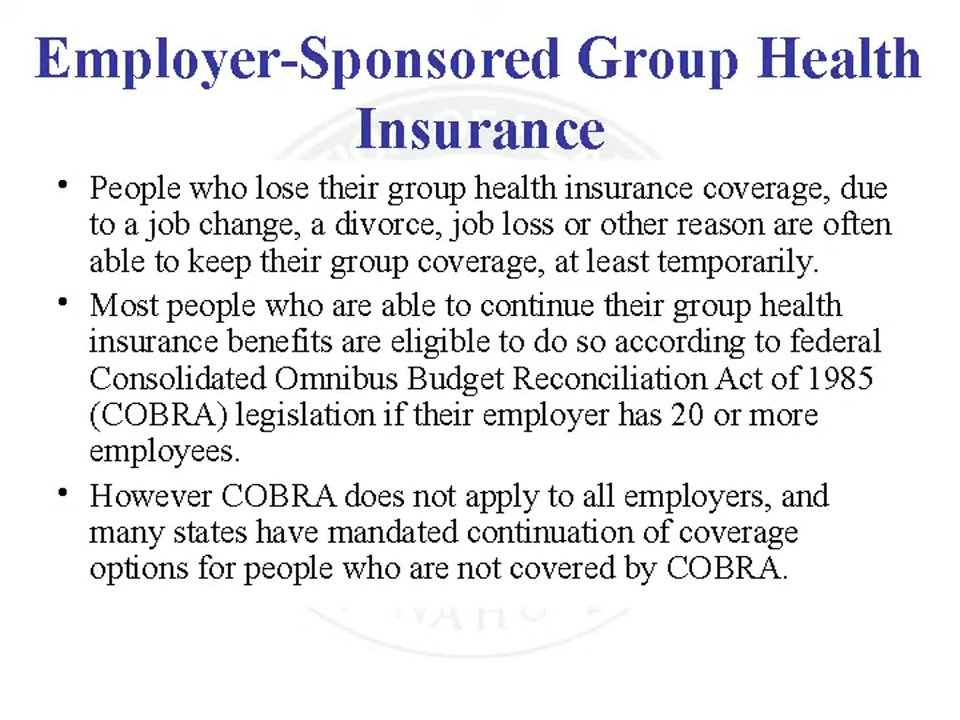 Employer-Sponsored Group Health
Insurance
• People who lose their group health insurance coverage, due
to a job change, a divorce, job loss or other reason are often
able to keep their group coverage, at least temporarily.
• Most people who are able to continue their group health
insurance benefits are eligible to do so according to federal
Consolidated Omnibus Budget Reconciliation Act of 1985
(COBRA) legislation if their employer has 20 or more
employees.
• However COBRA does not apply to all employers, and
many states have mandated continuation of coverage
options for people who are not covered by COBRA.